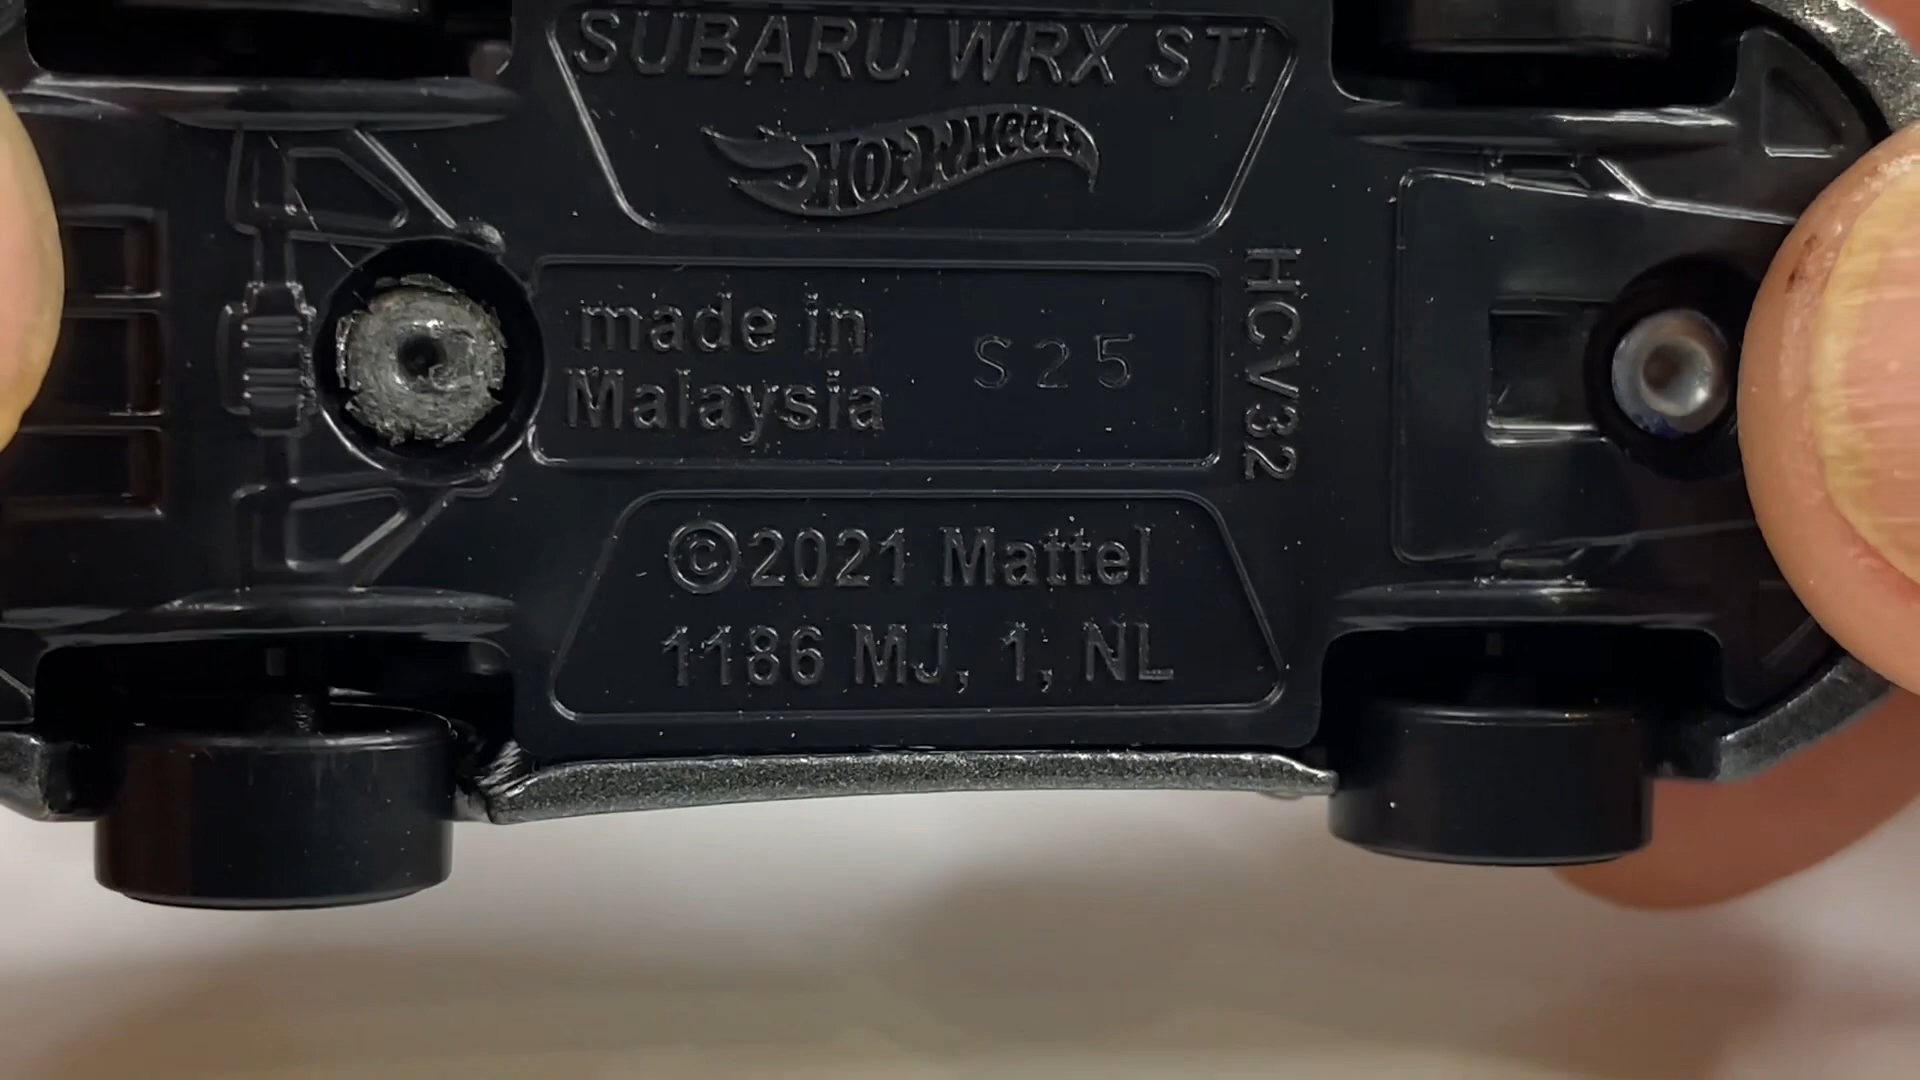 SUBARU WRX STI
Hot Wheels
made in
Malaysia
S25
HCV32
©2021 Mattel
1186 MJ, 1, NL